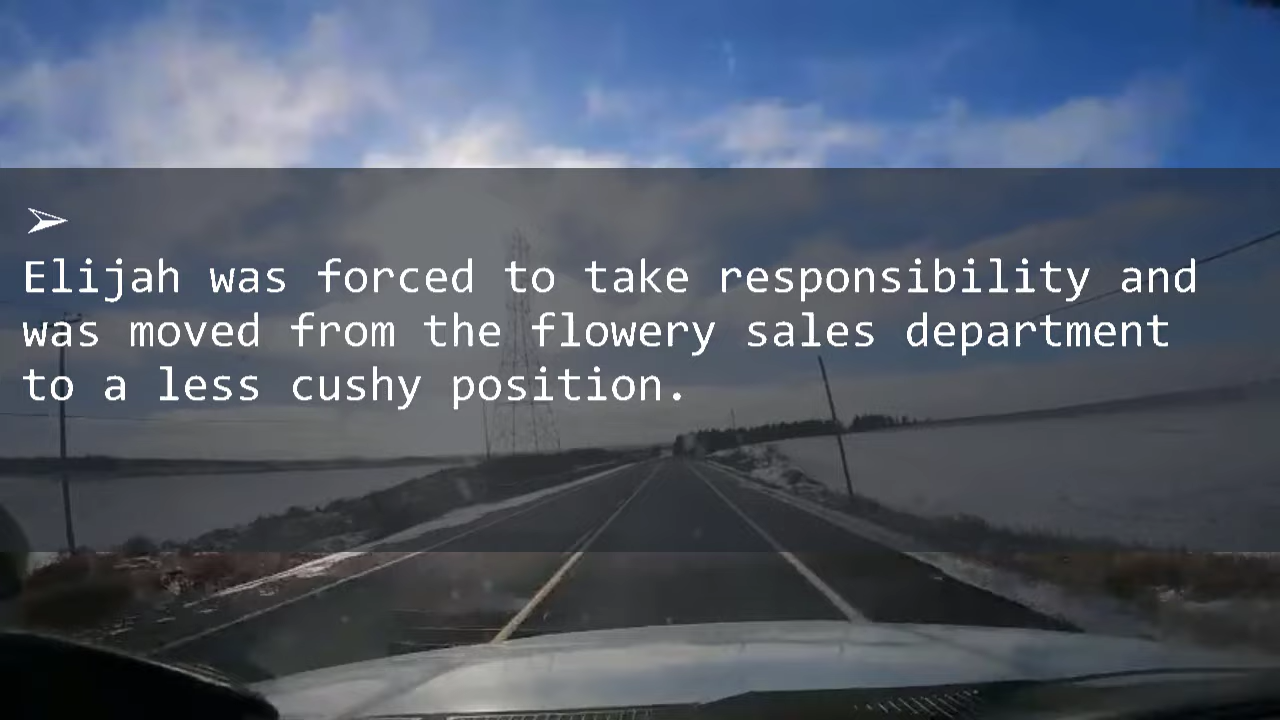 ➢
Elijah was forced to take responsibility and
was moved from the flowery sales department
to a less cushy position.